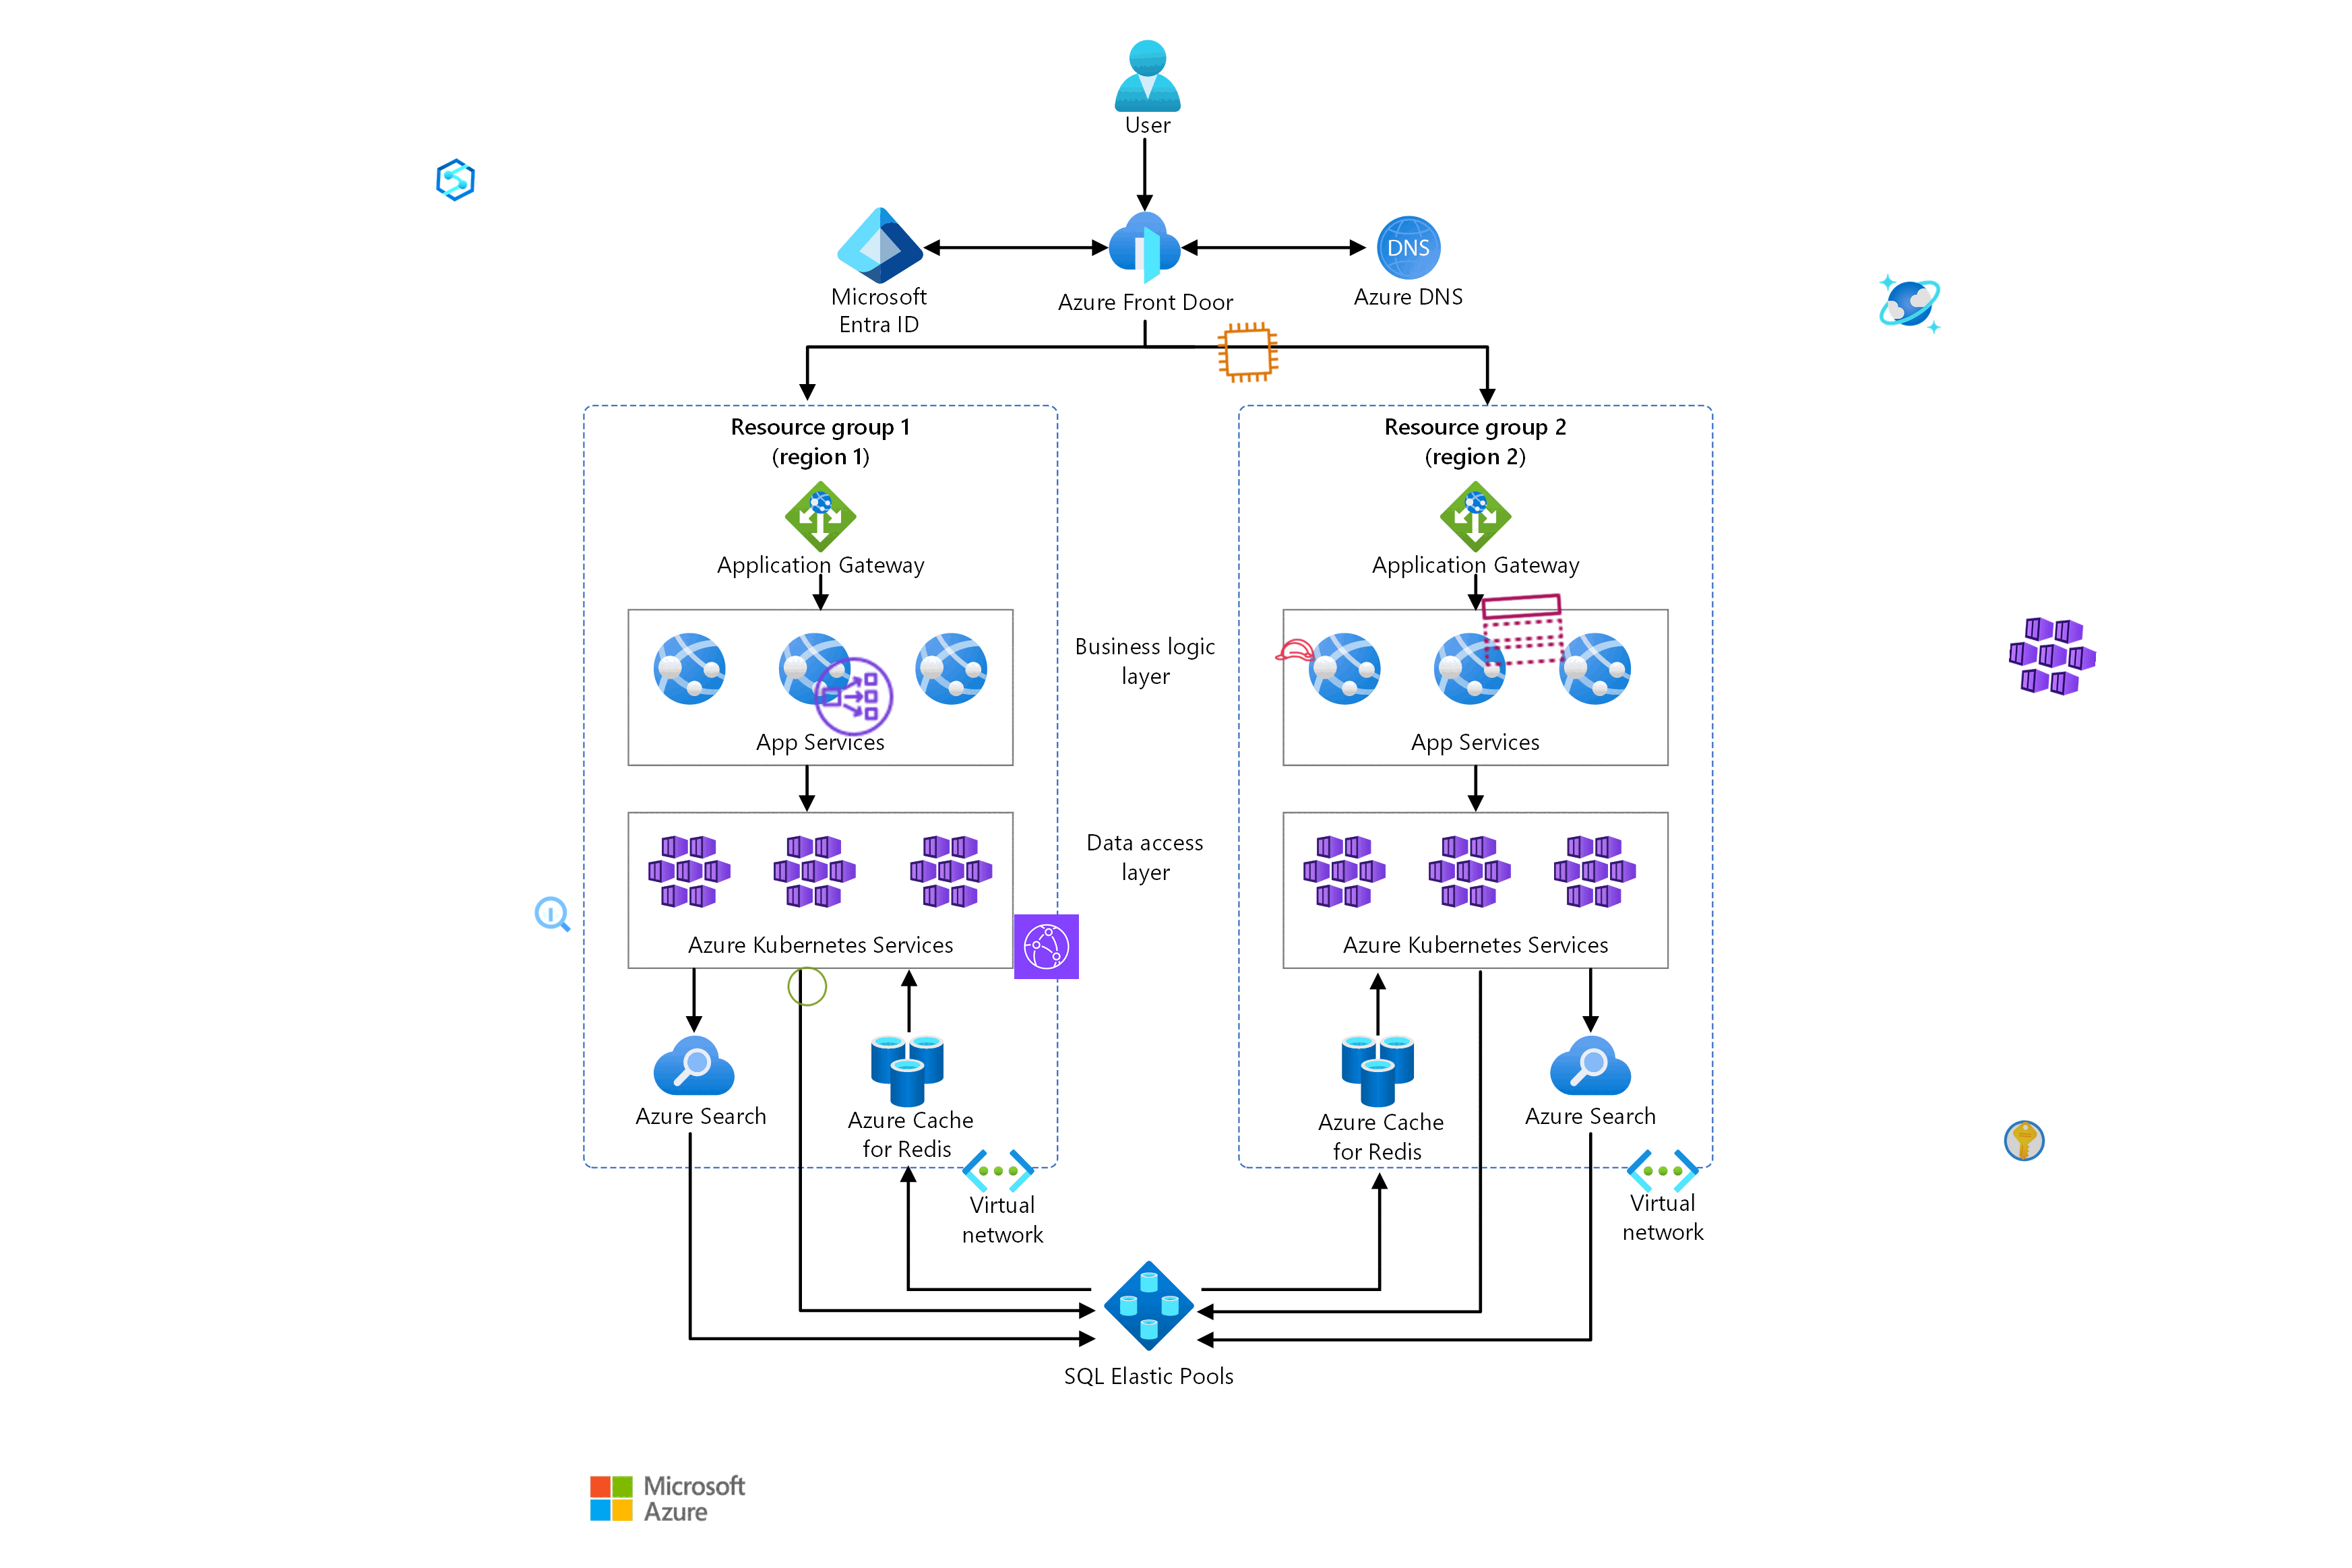 User
DNS
Microsoft
Entra ID
Azure Front Door
Azure DNS
Resource group 1
(region 1)
Resource group 2
(region 2)
Application Gateway
Application Gateway
Business logic
layer
App Services
App Services
Data access
layer
Azure Kubernetes Services
Azure Kubernetes Services
Azure Search
Azure Cache
for Redis
Azure Cache
for Redis
Azure Search
Virtual
network
Virtual
network
SQL Elastic Pools
Microsoft
Azure